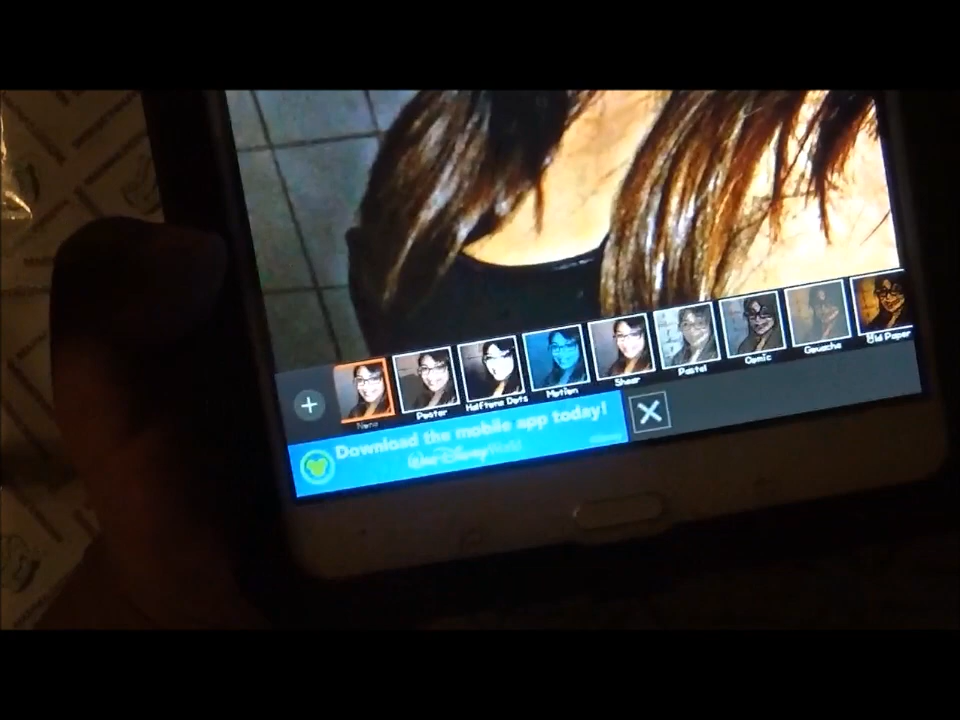 None
Poster
Halftone Dots
Motion
Shear
Pastel
Comic
Gouache
Old Paper
Download the mobile app today!
Walt Disney World